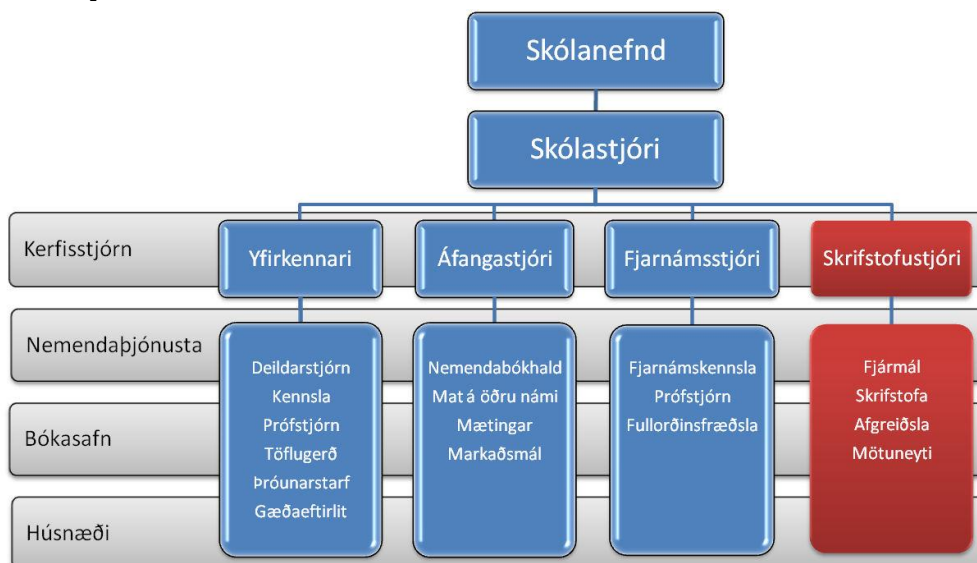 Skólanefnd
Skólastjóri
Kerfisstjórn
Yfirkennari
Áfangastjóri
Fjarnámsstjóri
Skrifstofustjóri
Nemendaþjónusta
Bókasafn
Húsnæði
Deildarstjórn
Kennsla
Prófstjórn
Töflugerð
Þróunarstarf
Gæðaeftirlit
Nemendabókhald
Mat á öðru námi
Mætingar
Markaðsmál
Fjarnámskennsla
Prófstjórn
Fullorðinsfræðsla
Fjármál
Skrifstofa
Afgreiðsla
Mötuneyti